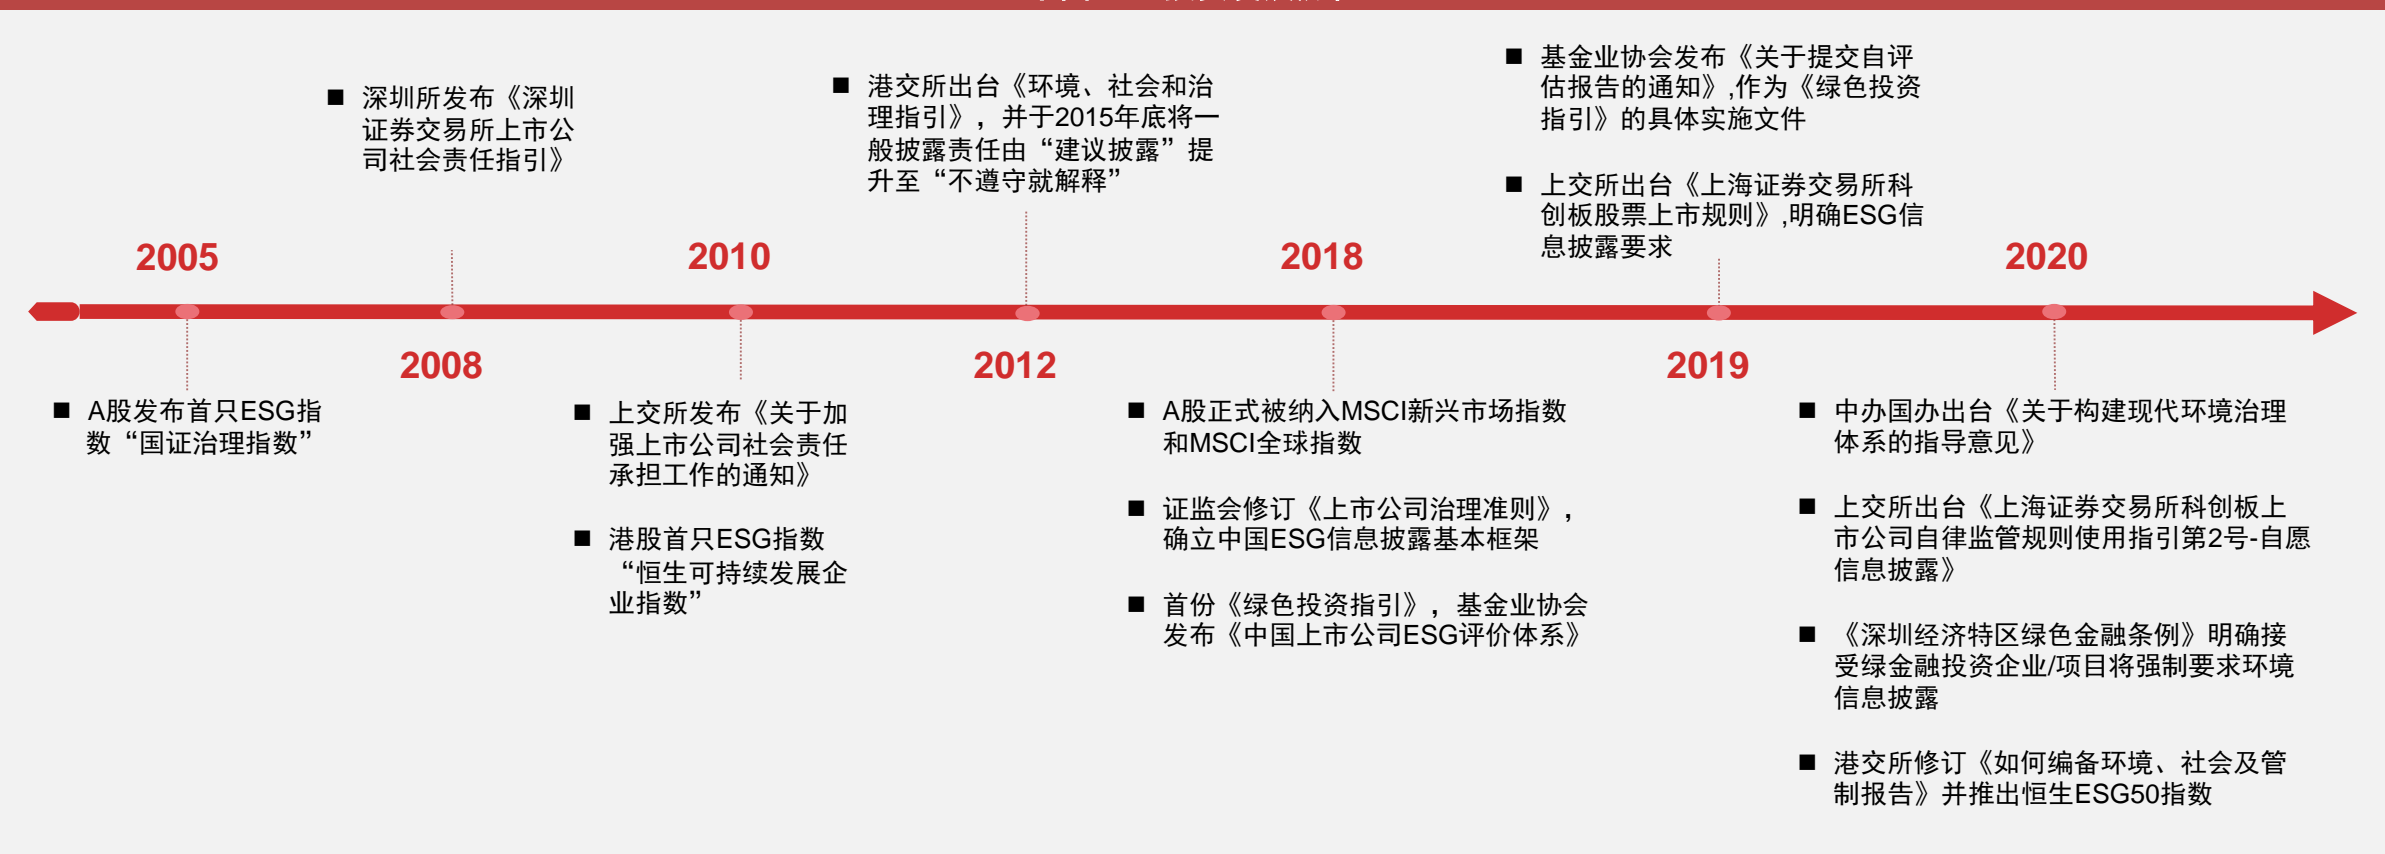 ■ 深圳所发布《深圳
证券交易所上市公
司社会责任指引》
■ 港交所出台《环境、社会和治
理指引》，并于2015年底将一
般披露责任由“建议披露”提
升至“不遵守就解释”
■ 基金业协会发布《关于提交自评
估报告的通知》,作为《绿色投资
指引》的具体实施文件
■ 上交所出台《上海证券交易所科
创板股票上市规则》,明确ESG信
息披露要求
2005
2010
2018
2020
2008
2012
2019
■ A股发布首只ESG指
数“国证治理指数”
■ 上交所发布《关于加
强上市公司社会责任
承担工作的通知》
■ 港股首只ESG指数
“恒生可持续发展企
业指数”
■ A股正式被纳入MSCI新兴市场指数
和MSCI全球指数
■ 证监会修订《上市公司治理准则》，
确立中国ESG信息披露基本框架
■ 首份《绿色投资指引》，基金业协会
发布《中国上市公司ESG评价体系》
■ 中办国办出台《关于构建现代环境治理
体系的指导意见》
■ 上交所出台《上海证券交易所科创板上
市公司自律监管规则使用指引第2号-自愿
信息披露》
■ 《深圳经济特区绿色金融条例》明确接
受绿金融投资企业/项目将强制要求环境
信息披露
■ 港交所修订《如何编备环境、社会及管
制报告》并推出恒生ESG50指数